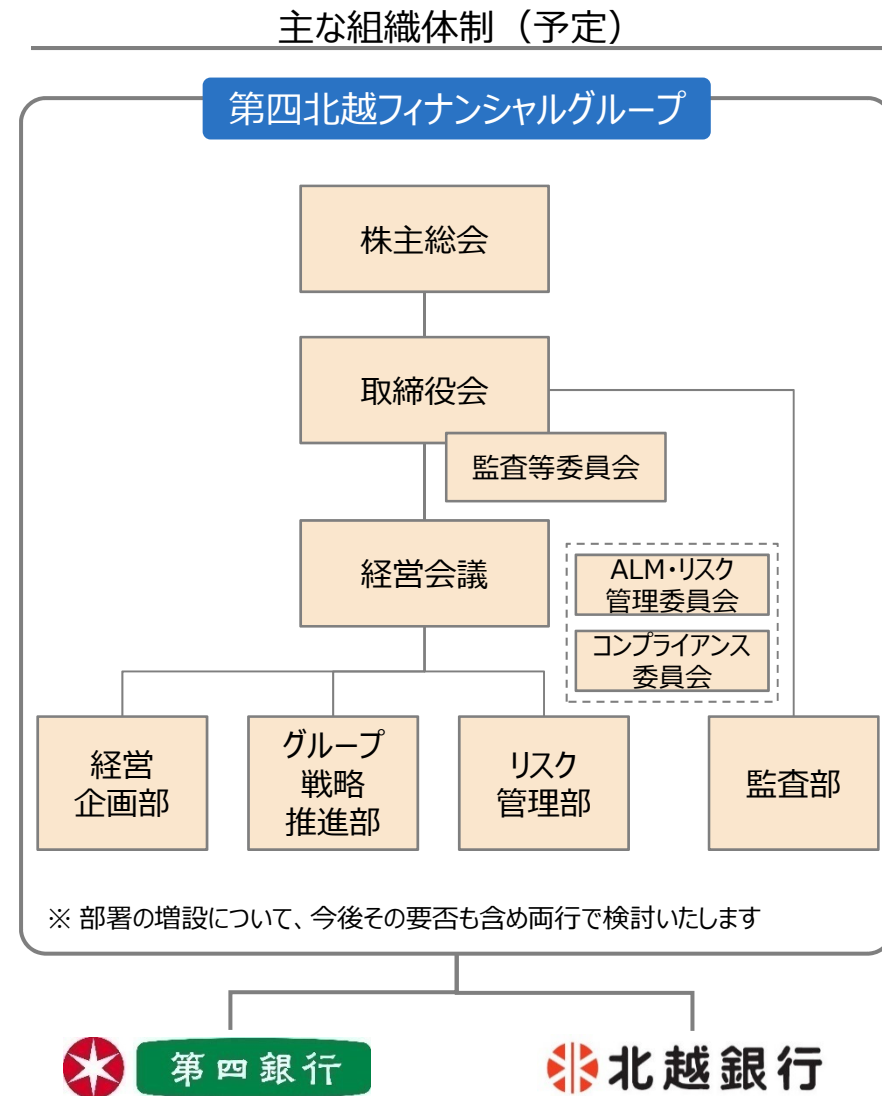 主な組織体制（予定）
第四北越フィナンシャルグループ
株主総会
取締役会
監査等委員会
経営会議
ALM・リスク
管理委員会
コンプライアンス
委員会
経営
企画部
グループ
戦略
推進部
リスク
管理部
監査部
※ 部署の増設について、今後その要否も含め両行で検討いたします
第四銀行
北越銀行